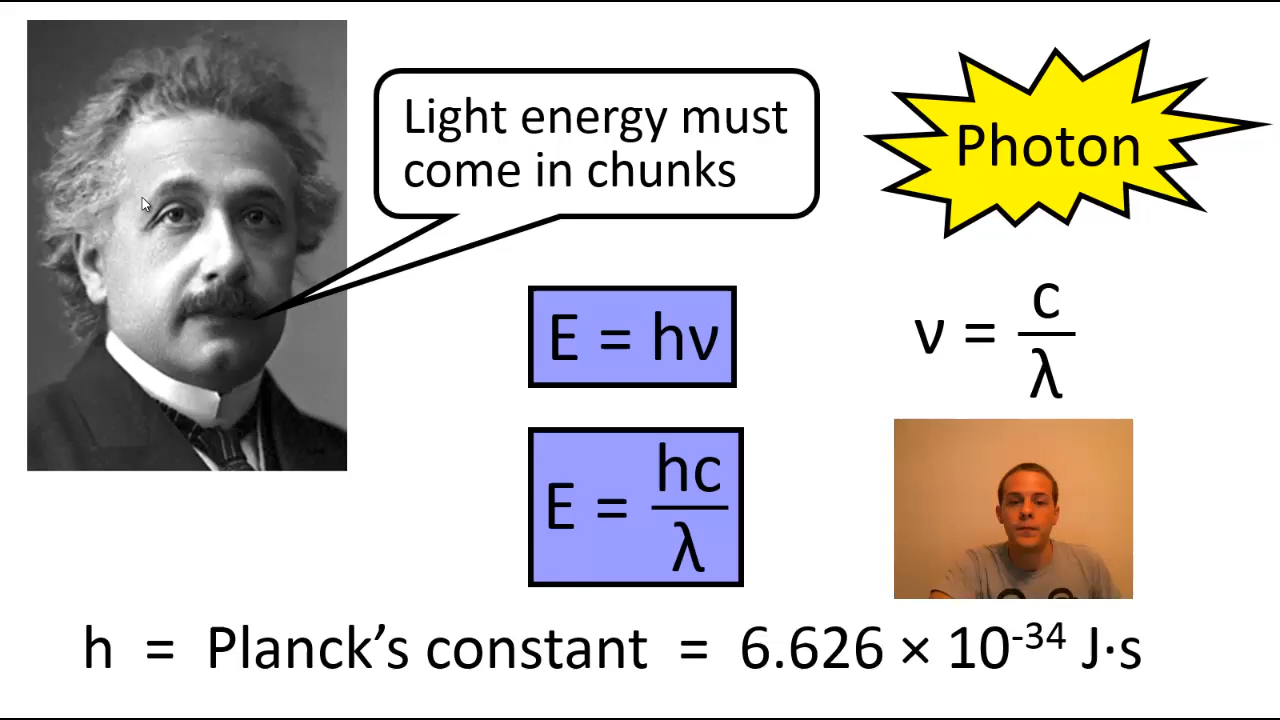 Light energy must
come in chunks
Photon
E = hν
ν = c/λ
E = hc/λ
h = Planck’s constant = 6.626 × 10⁻³⁴ J·s